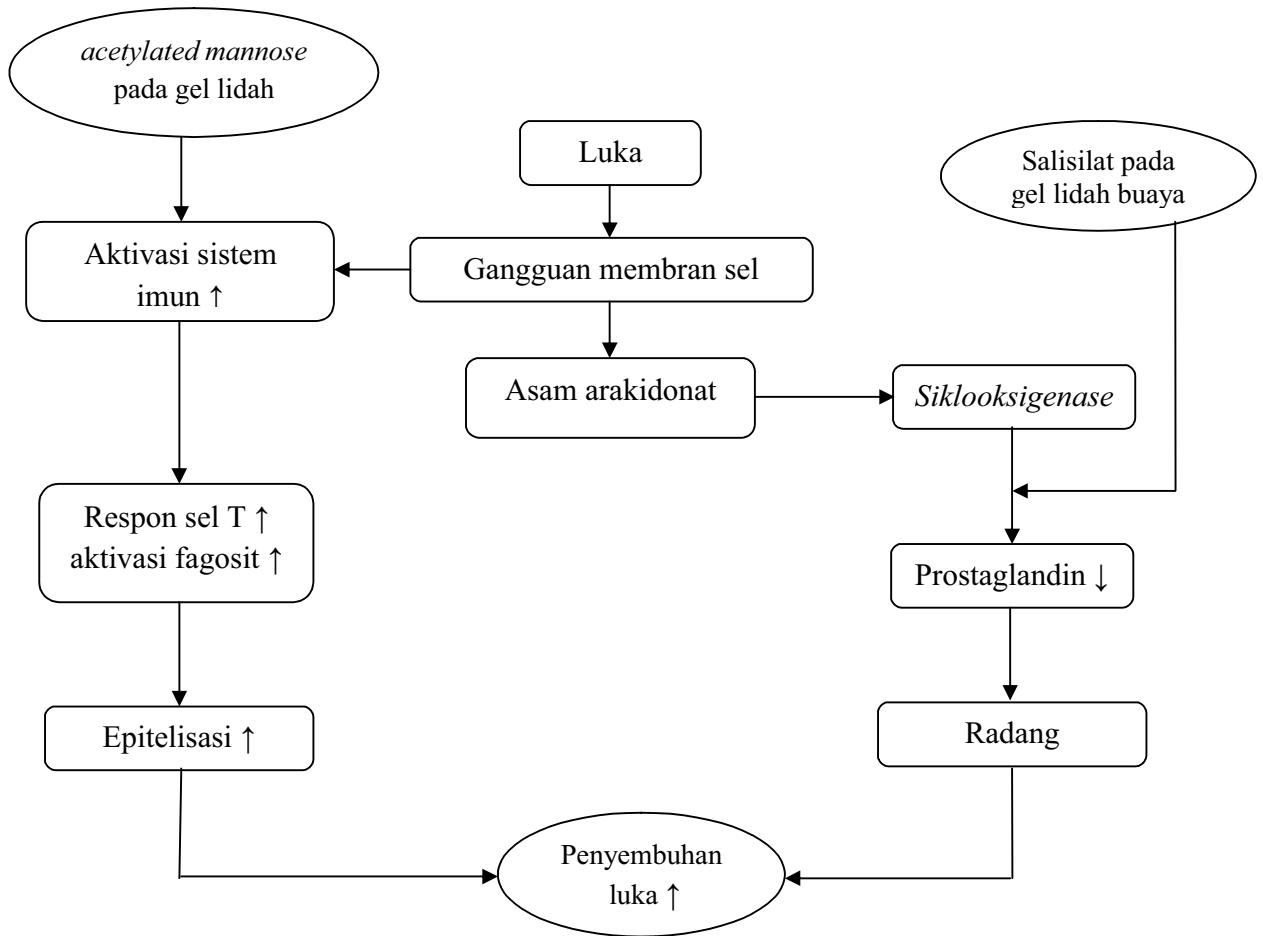 acetylated mannose
pada gel lidah
Luka
Salisilat pada
gel lidah buaya
Aktivasi sistem
imun ↑
Gangguan membran sel
Asam arakidonat
Siklooksigenase
Respon sel T ↑
aktivasi fagosit ↑
Prostaglandin ↓
Epitelisasi ↑
Radang
Penyembuhan
luka ↑